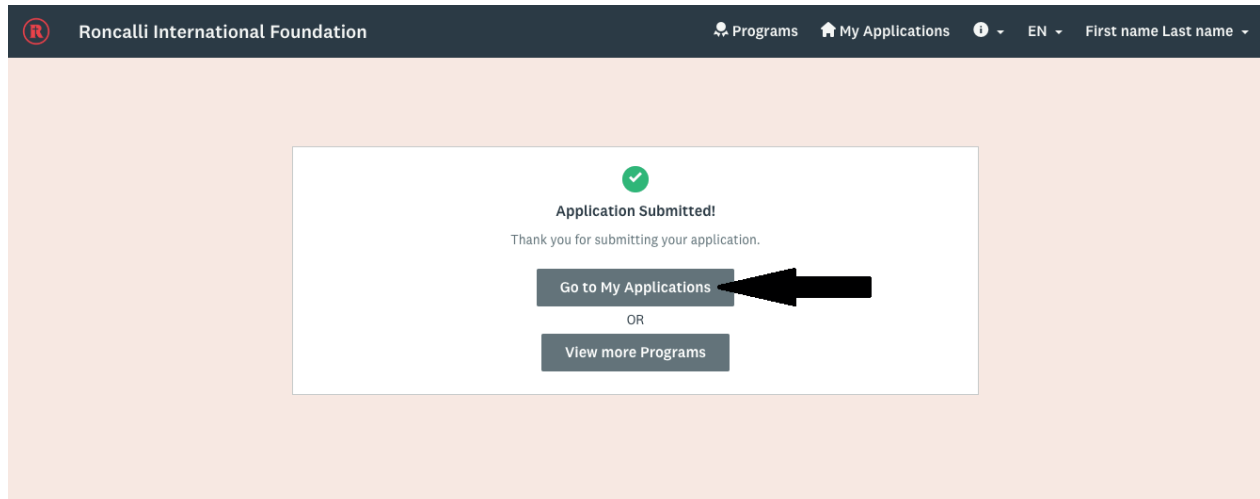 R Roncalli International Foundation Programs My Applications EN First name Last name
Application Submitted!
Thank you for submitting your application.
Go to My Applications
OR
View more Programs